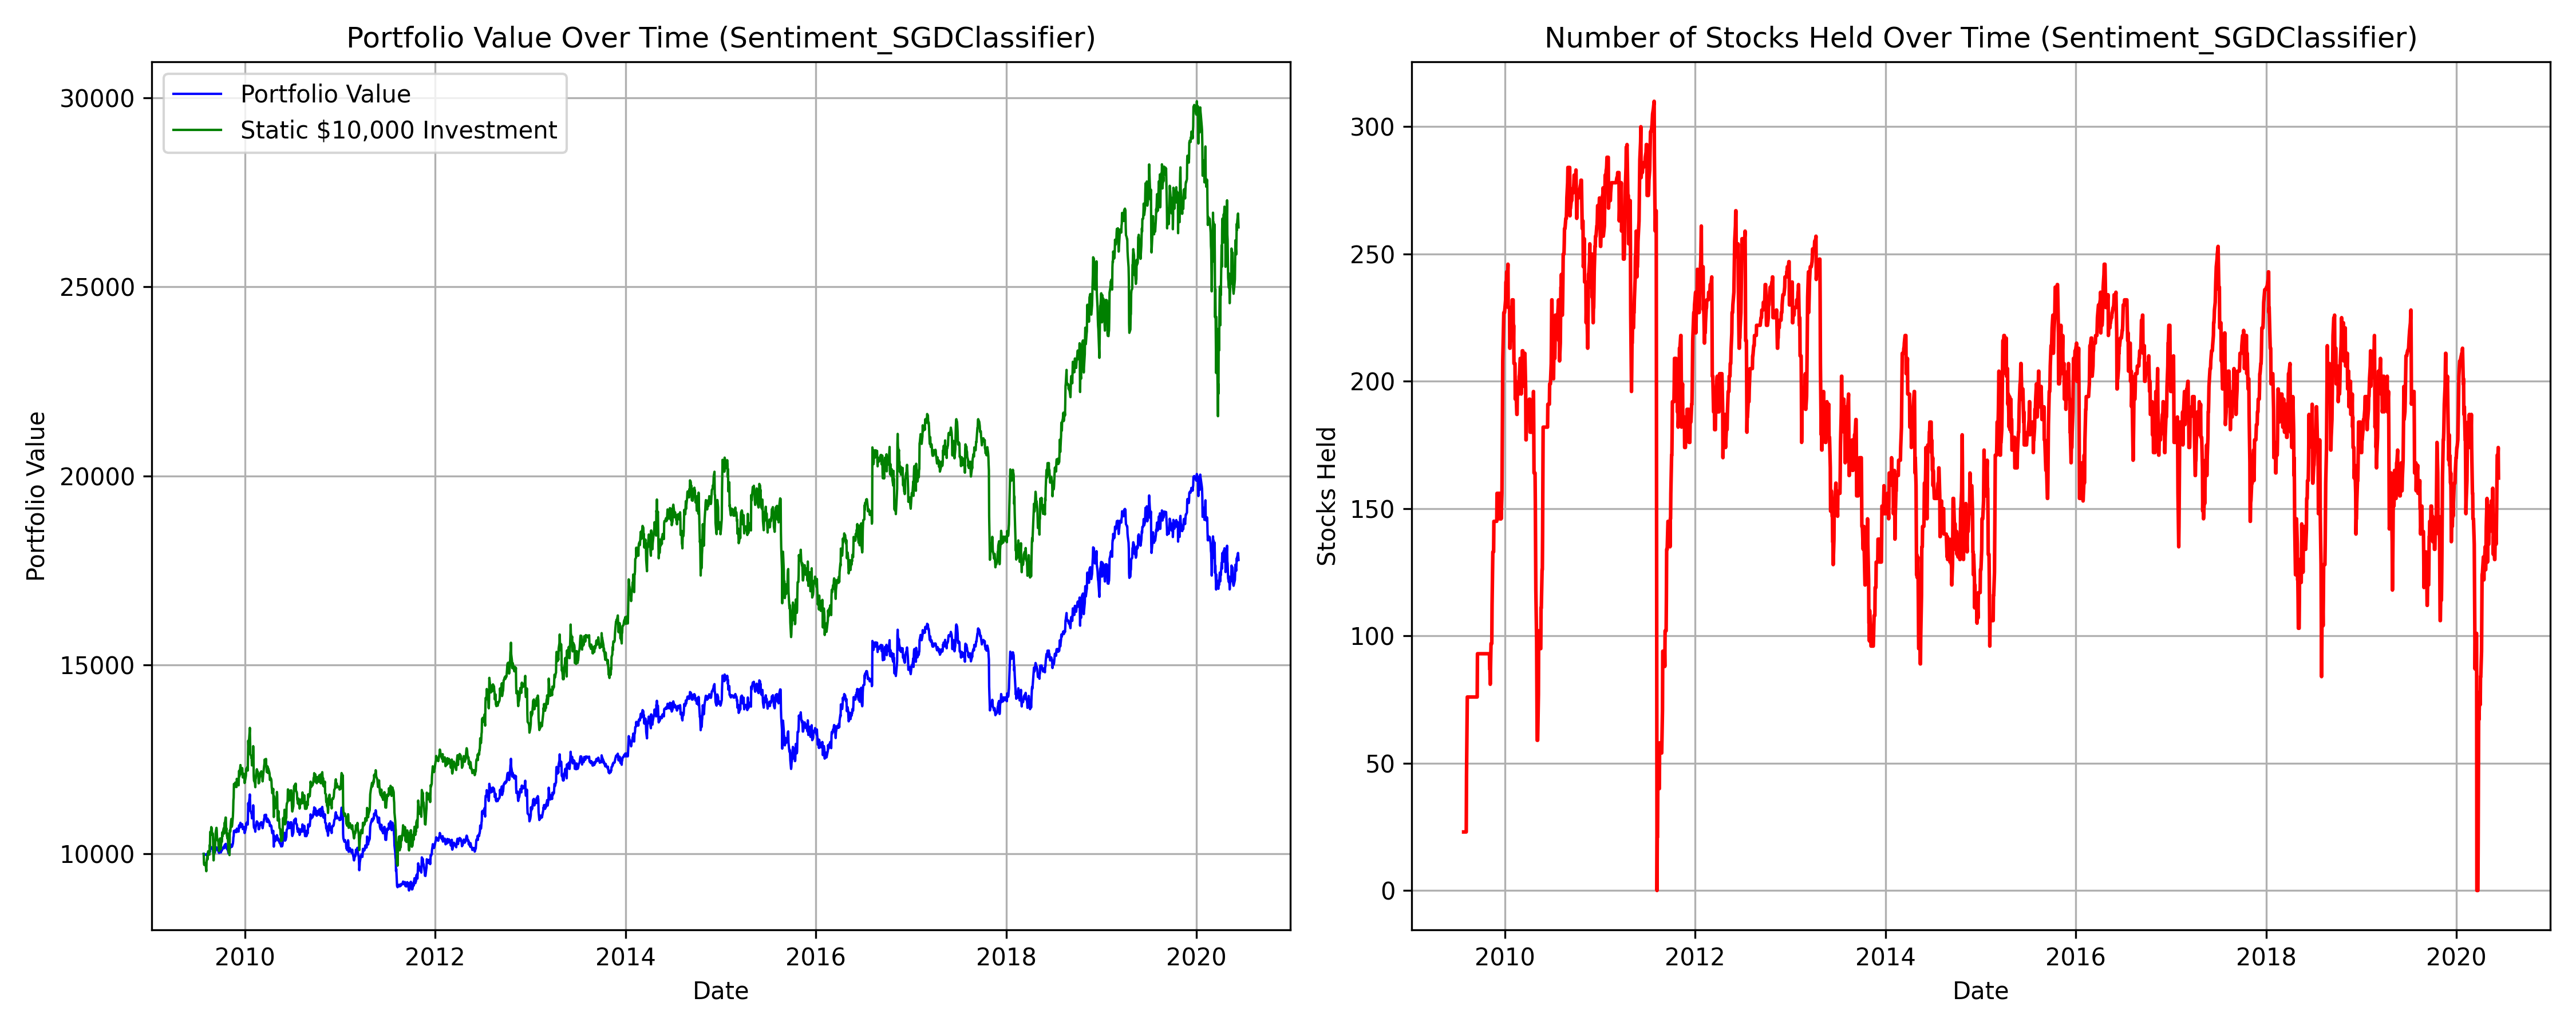 Portfolio Value Over Time (Sentiment_SGDClassifier)
Portfolio Value
Static $10,000 Investment
30000
25000
20000
15000
10000
Portfolio Value
2010 2012 2014 2016 2018 2020
Date
Number of Stocks Held Over Time (Sentiment_SGDClassifier)
300
250
200
150
100
50
0
Stocks Held
2010 2012 2014 2016 2018 2020
Date